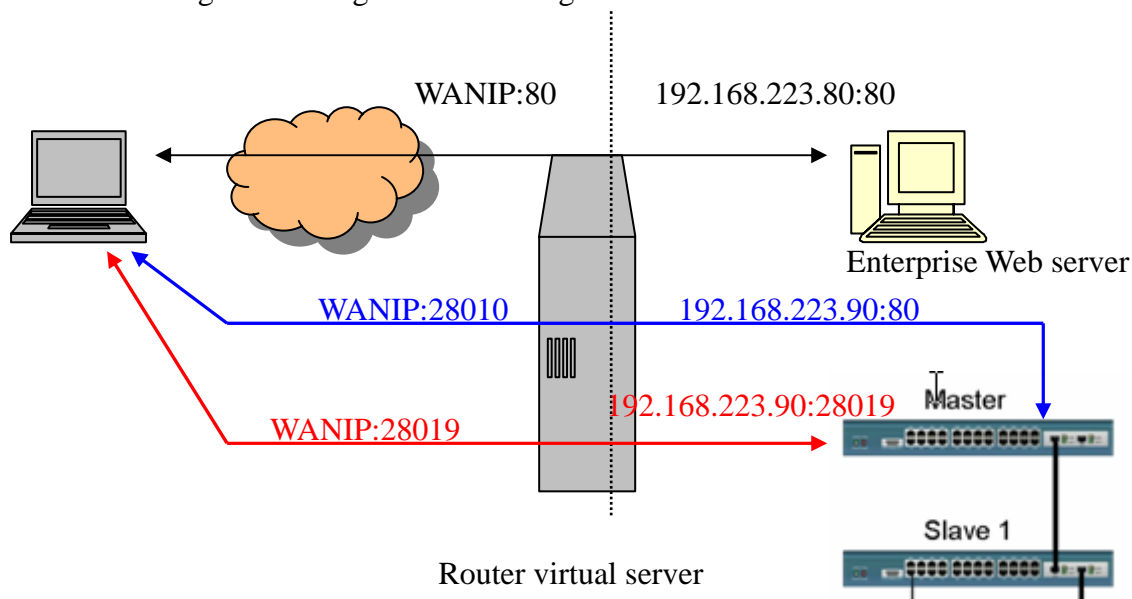 WANIP:80
192.168.223.80:80
Enterprise Web server
WANIP:28010
192.168.223.90:80
192.168.223.90:28019
Master
WANIP:28019
Slave 1
Router virtual server